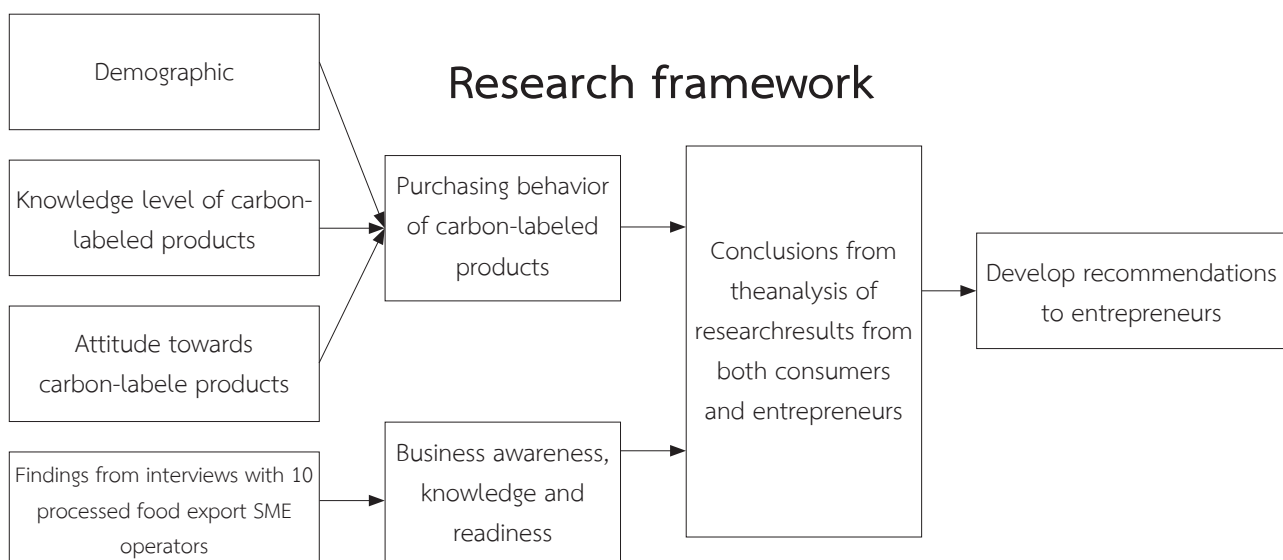 Research framework
Demographic
Knowledge level of carbon-
labeled products
Attitude towards
carbon-labele products
Findings from interviews with 10
processed food export SME
operators
Purchasing behavior
of carbon-labeled
products
Business awareness,
knowledge and
readiness
Conclusions from
theanalysis of
researchresults from
both consumers
and entrepreneurs
Develop recommendations
to entrepreneurs